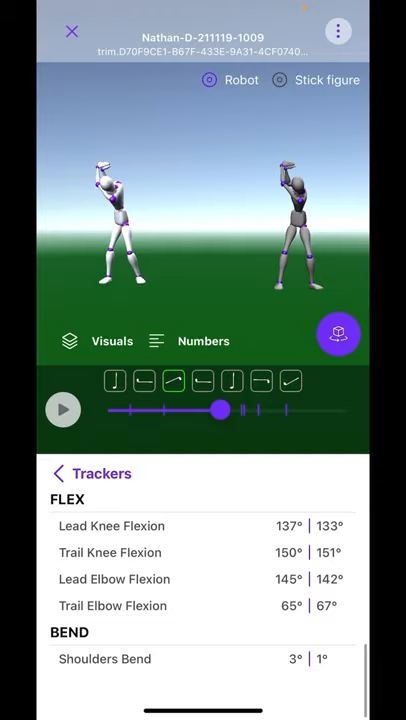 Nathan-D-211119-1009
trim.D70F9CE1-B67F-433E-9A31-4CF0740...
Robot
Stick figure
Visuals
Numbers
Trackers
FLEX
Lead Knee Flexion 137° 133°
Trail Knee Flexion 150° 151°
Lead Elbow Flexion 145° 142°
Trail Elbow Flexion 65° 67°
BEND
Shoulders Bend 3° 1°